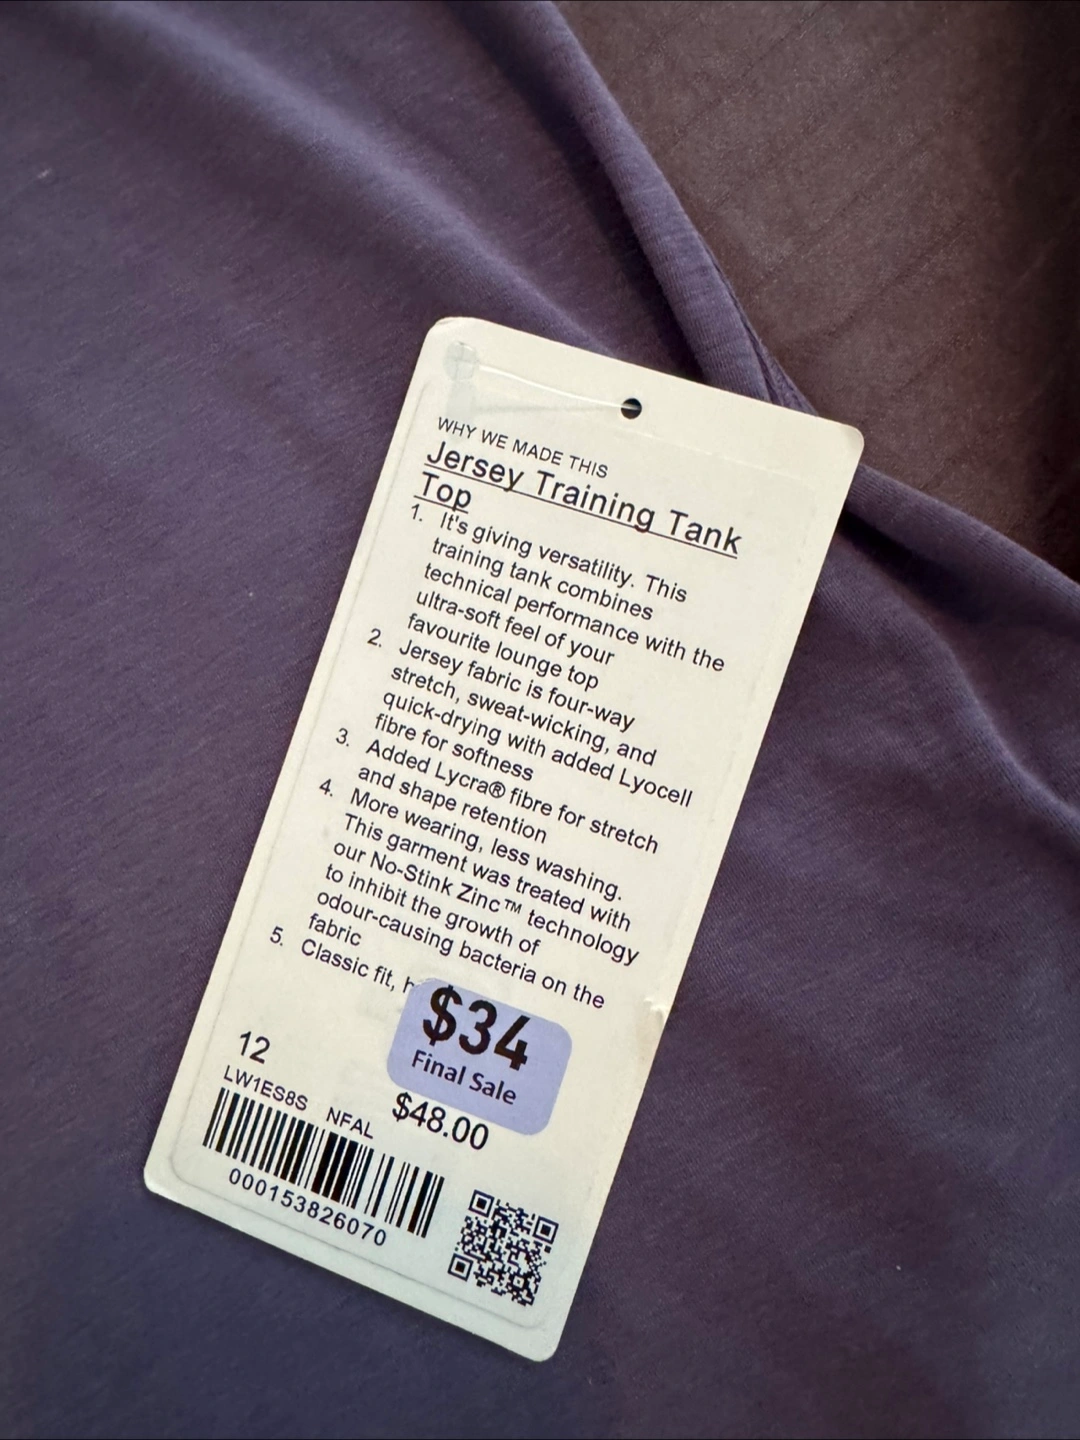 WHY WE MADE THIS
Jersey Training Tank
Top
1. It's giving versatility. This
training tank combines
technical performance with the
ultra-soft feel of your
favourite lounge top
2. Jersey fabric is four-way
stretch, sweat-wicking, and
quick-drying with added Lyocell
fibre for softness
3. Added Lycra® fibre for stretch
and shape retention
4. More wearing, less washing.
This garment was treated with
our No-Stink Zinc™ technology
to inhibit the growth of
odour-causing bacteria on the
fabric
5. Classic fit,
$34
Final Sale
12
$48.00
LW1ES8S NFAL
000153826070